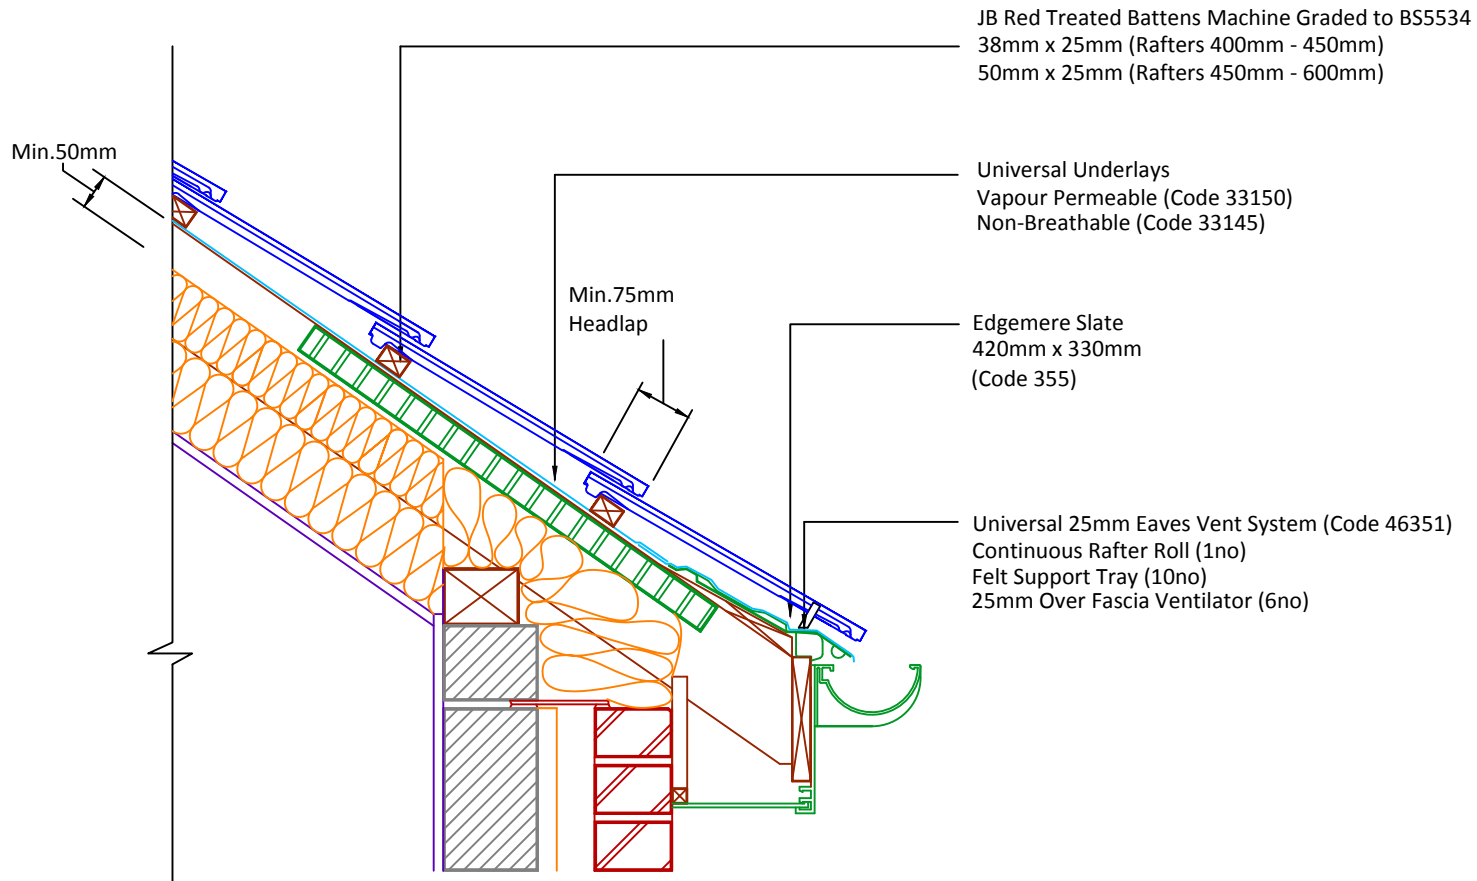 JB Red Treated Battens Machine Graded to BS5534
38mm x 25mm (Rafters 400mm - 450mm)
50mm x 25mm (Rafters 450mm - 600mm)
Min.50mm
Universal Underlays
Vapour Permeable (Code 33150)
Non-Breathable (Code 33145)
Min.75mm
Headlap
Edgemere Slate
420mm x 330mm
(Code 355)
Universal 25mm Eaves Vent System (Code 46351)
Continuous Rafter Roll (1no)
Felt Support Tray (10no)
25mm Over Fascia Ventilator (6no)